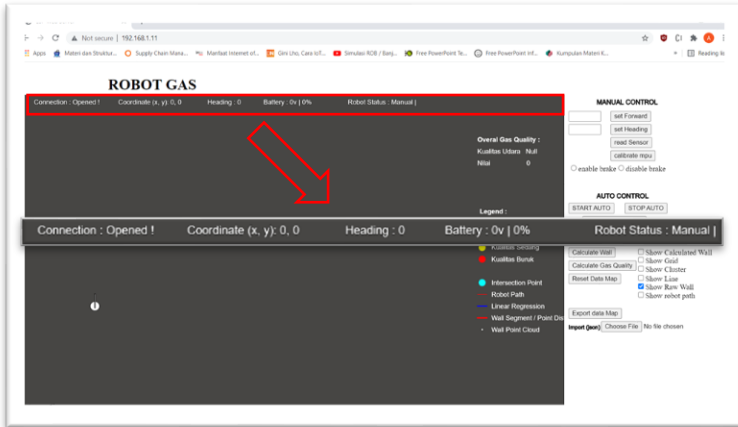 Not secure | 192.168.1.11
Apps Materi dan Struktur... Supply Chain Mana... Manfaat Internet of... Gini Lho, Cara IoT... Simulasi ROB / Banj... Free PowerPoint Te... Free PowerPoint Inf... Kumpulan Materi K... » Reading lis
ROBOT GAS
Connection : Opened ! Coordinate (x, y): 0, 0 Heading : 0 Battery : 0v | 0% Robot Status : Manual |
MANUAL CONTROL
set Forward
set Heading
read Sensor
calibrate mpu
enable brake disable brake
Overal Gas Quality :
Kualitas Udara Null
Nilai 0
AUTO CONTROL
START AUTO STOP AUTO
Legend :
Connection : Opened ! Coordinate (x, y): 0, 0 Heading : 0 Battery : 0v | 0% Robot Status : Manual |
Kualitas Sedang
Kualitas Buruk
Intersection Point
Robot Path
Linear Regression
Wall Segment / Point Dis
Wall Point Cloud
Calculate Wall
Calculate Gas Quality
Reset Data Map
Show Calculated Wall
Show Grid
Show Cluster
Show Line
Show Raw Wall
Show robot path
Export data Map
Import (json) Choose File No file chosen